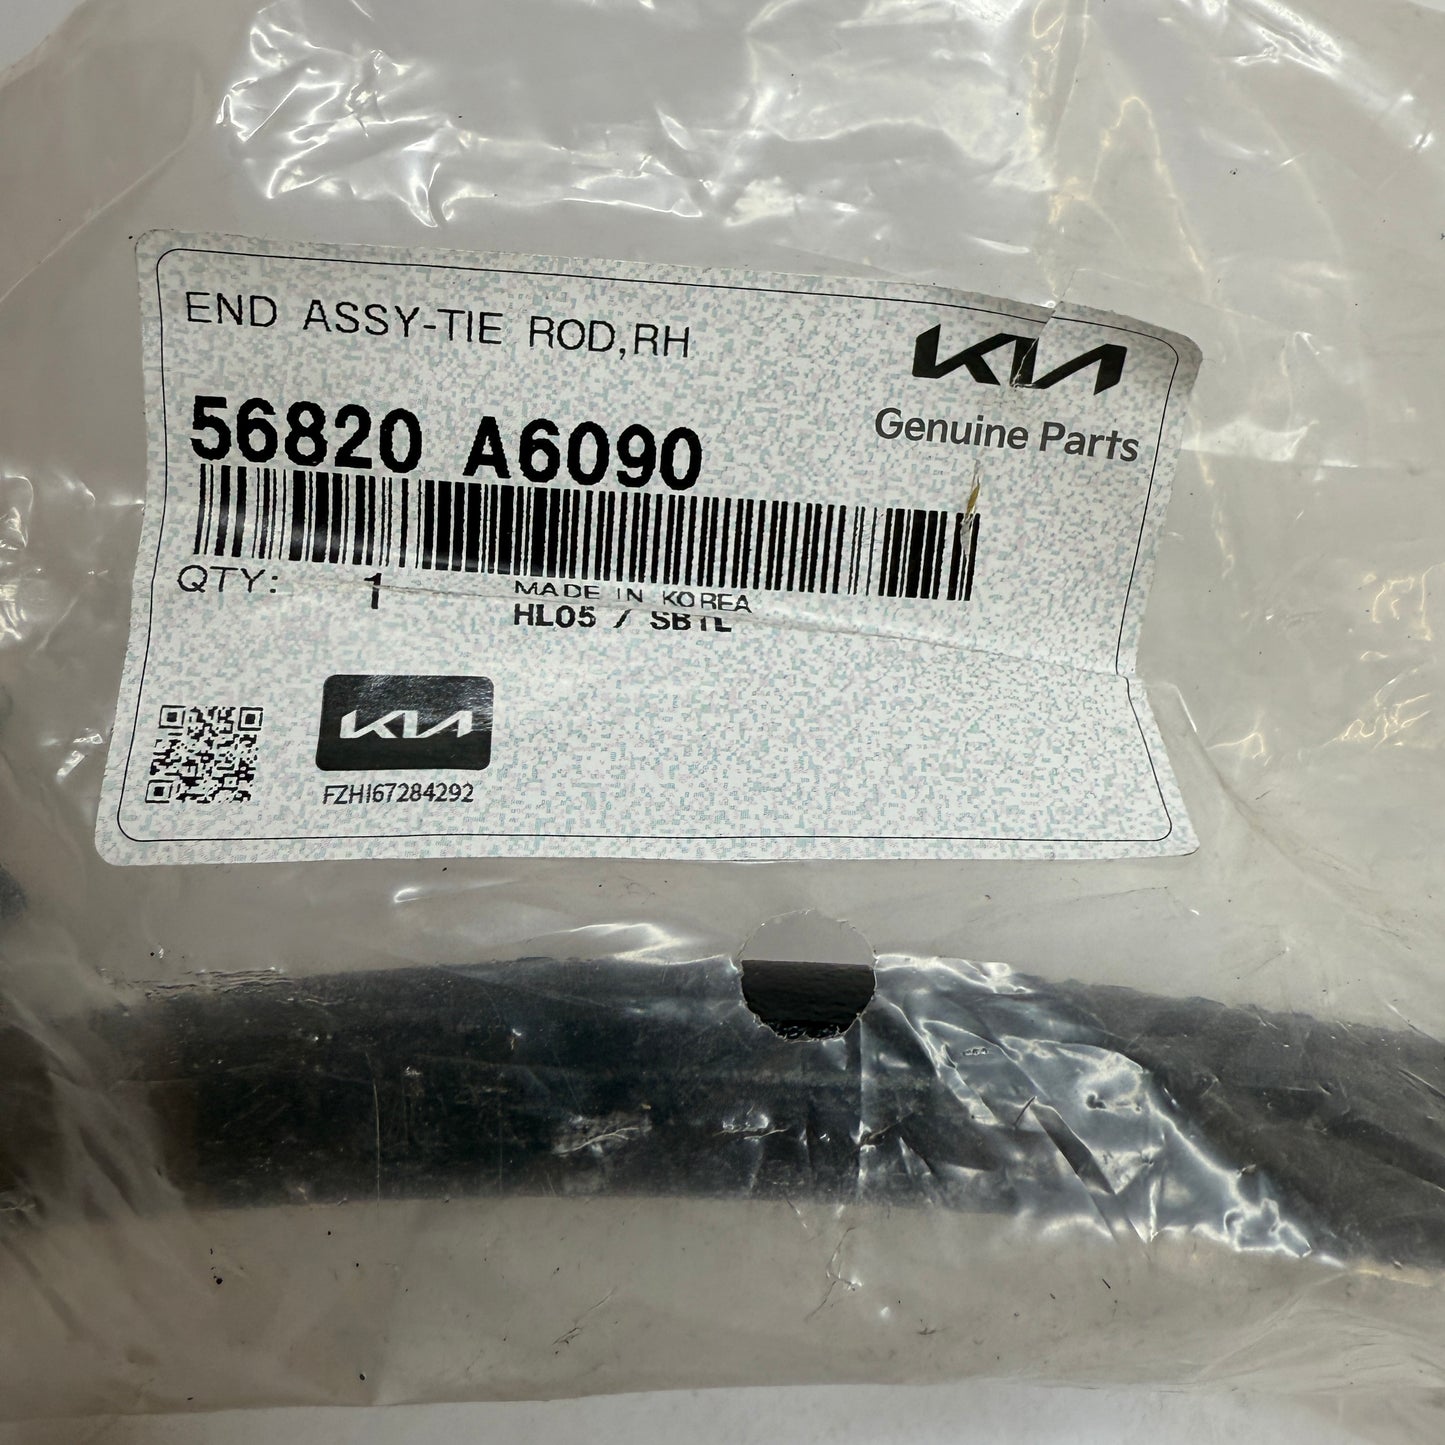 END ASSY-TIE ROD,RH
KIA
Genuine Parts
56820 A6090
QTY: 1
MADE IN KOREA
HL05 / SB1L
KIA
FZHI67284292